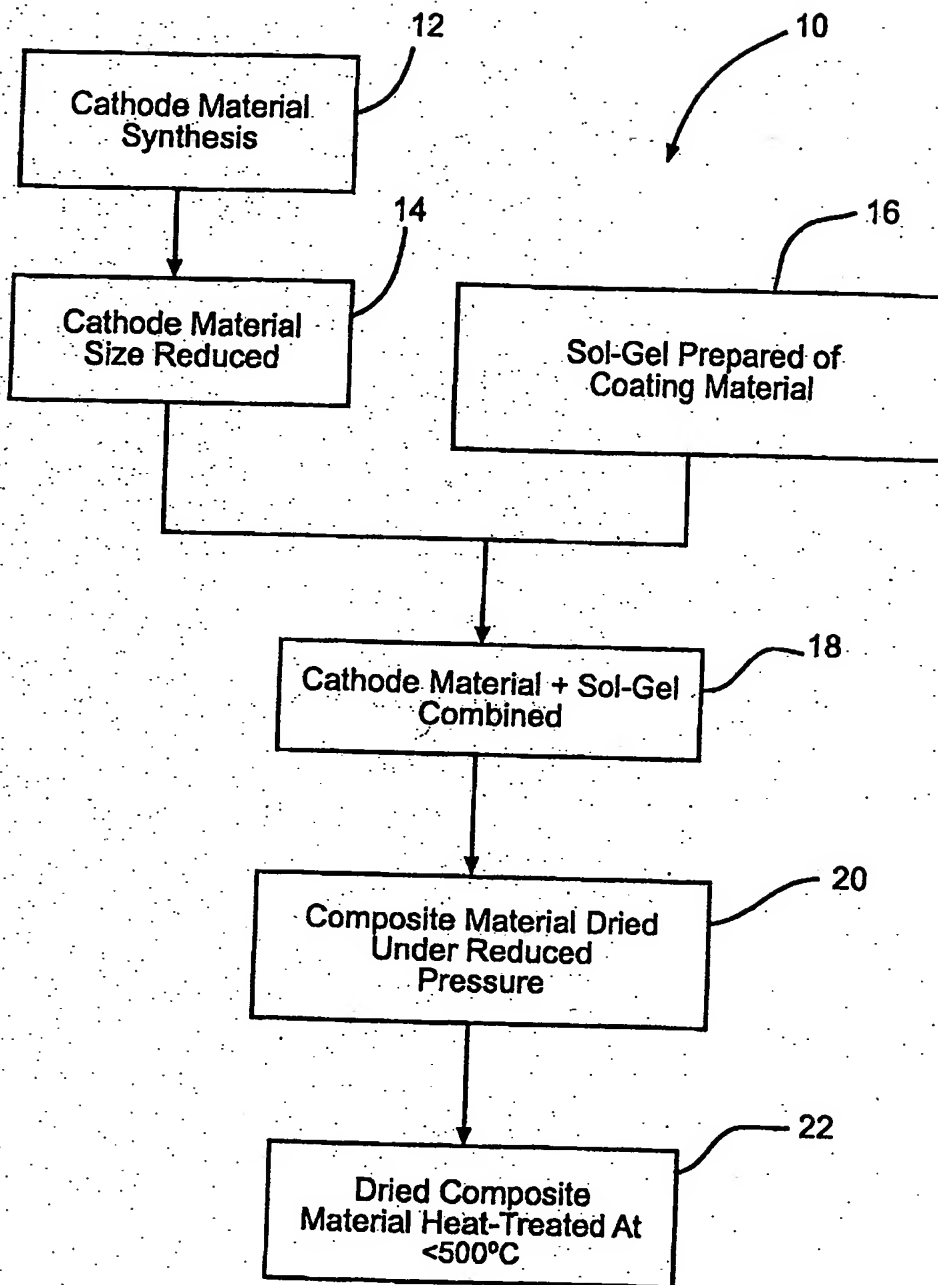 12
10
Cathode Material
Synthesis
14
16
Cathode Material
Size Reduced
Sol-Gel Prepared of
Coating Material
18
Cathode Material + Sol-Gel
Combined
20
Composite Material Dried
Under Reduced
Pressure
22
Dried Composite
Material Heat-Treated At
<500ºC